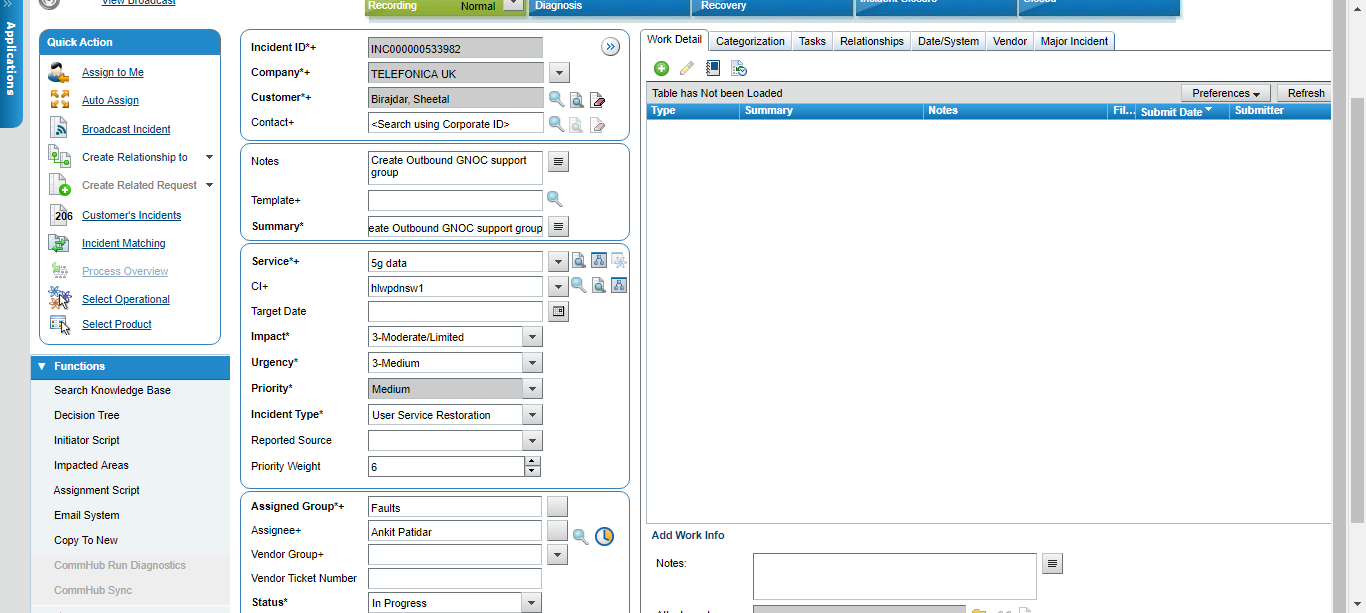 View Broadcast
Recording
Normal
Diagnosis
Recovery
Incident Closure
Closed
Applications
Quick Action
Assign to Me
Auto Assign
Broadcast Incident
Create Relationship to
Create Related Request
206 Customer's Incidents
Incident Matching
Process Overview
Select Operational
Select Product
Functions
Search Knowledge Base
Decision Tree
Initiator Script
Impacted Areas
Assignment Script
Email System
Copy To New
CommHub Run Diagnostics
CommHub Sync
Incident ID*+ INC000000533982
Company*+ TELEFONICA UK
Customer*+ Birajdar, Sheetal
Contact+ <Search using Corporate ID>
Notes Create Outbound GNOC support
group
Template+
Summary* eate Outbound GNOC support group
Service*+ 5g data
CI+ hlwpdnsw1
Target Date
Impact* 3-Moderate/Limited
Urgency* 3-Medium
Priority* Medium
Incident Type* User Service Restoration
Reported Source
Priority Weight 6
Assigned Group*+ Faults
Assignee+ Ankit Patidar
Vendor Group+
Vendor Ticket Number
Status* In Progress
Work Detail Categorization Tasks Relationships Date/System Vendor Major Incident
Table has Not been Loaded Preferences Refresh
Type Summary Notes Fil... Submit Date Submitter
Add Work Info
Notes: